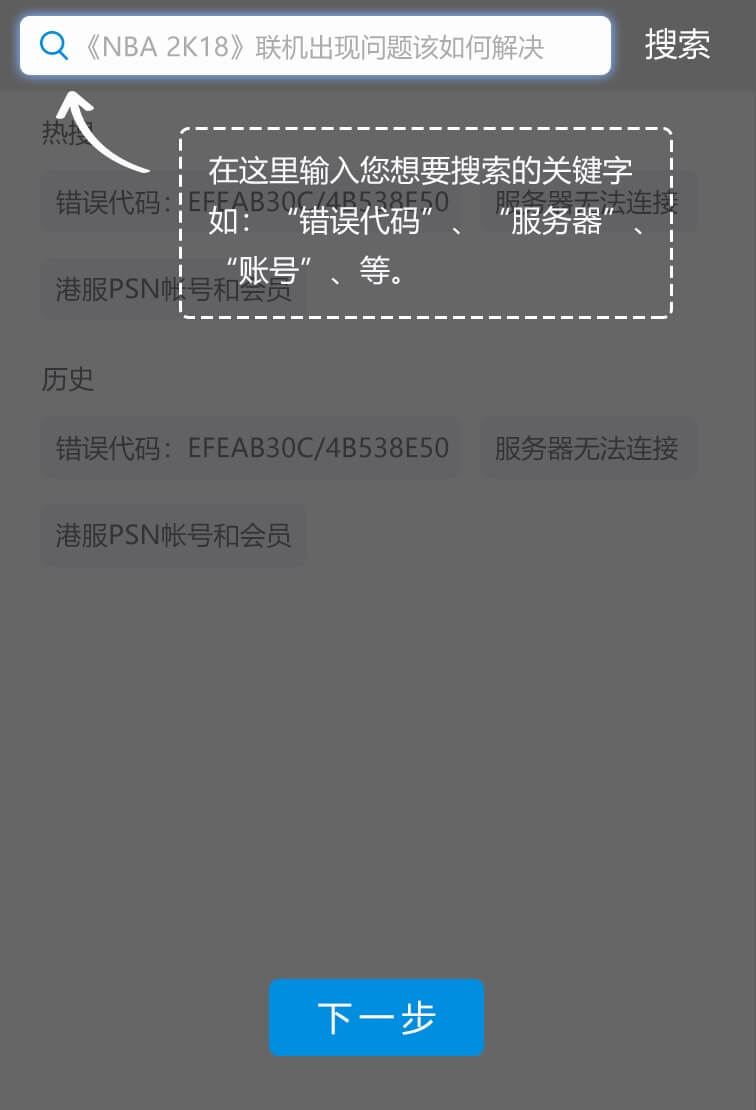 《NBA 2K18》联机出现问题该如何解决
搜索
热搜
在这里输入您想要搜索的关键字
如：“错误代码”、“服务器”、
“账号”、等。
错误代码：EFEAB30C/4B538E50
服务器无法连接
港服PSN帐号和会员
历史
错误代码：EFEAB30C/4B538E50
服务器无法连接
港服PSN帐号和会员
下一步